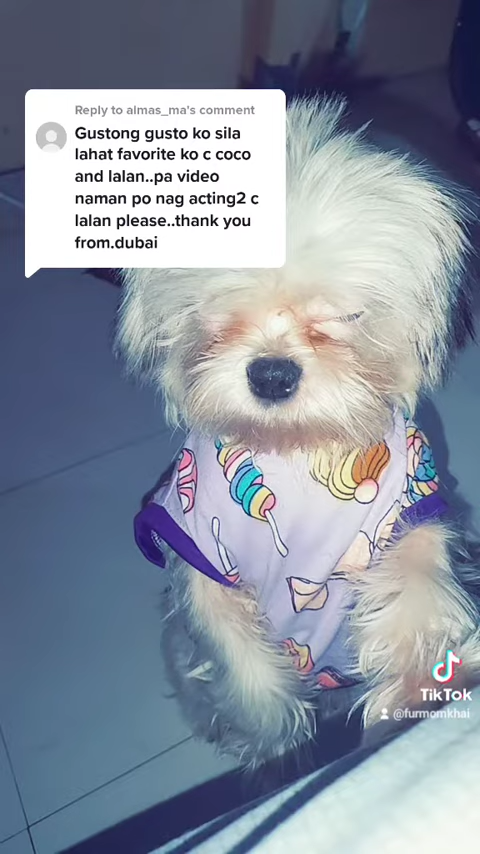 Reply to aimas_ma's comment
Gustong gusto ko sila
lahat favorite ko c coco
and lalan..pa video
naman po nag acting2 c
lalan please..thank you
from.dubai
TikTok
@furmomkhai